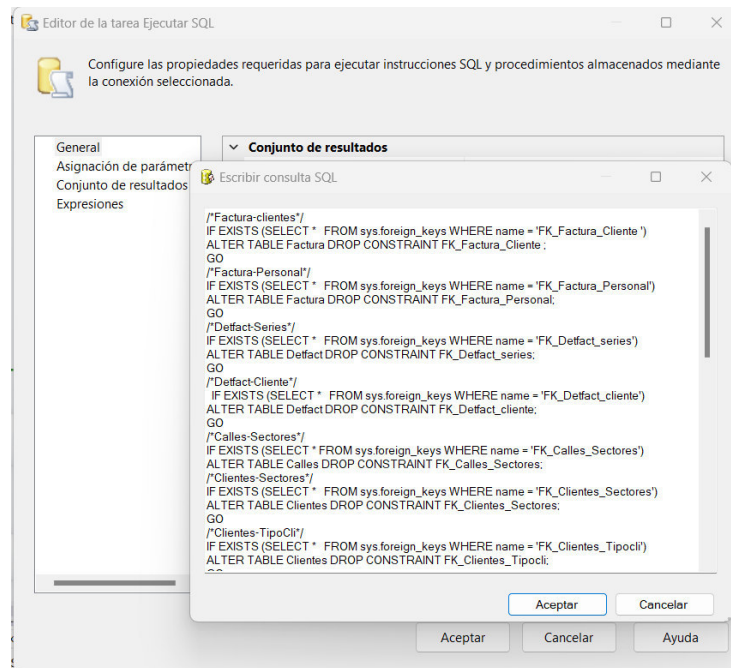 Editor de la tarea Ejecutar SQL
Configure las propiedades requeridas para ejecutar instrucciones SQL y procedimientos almacenados mediante
la conexión seleccionada.
General
Asignación de parámetr
Conjunto de resultados
Expresiones
Conjunto de resultados
Escribir consulta SQL
/*Factura-clientes*/
IF EXISTS (SELECT * FROM sys.foreign_keys WHERE name = 'FK_Factura_Cliente ')
ALTER TABLE Factura DROP CONSTRAINT FK_Factura_Cliente ;
GO
/*Factura-Personal*/
IF EXISTS (SELECT * FROM sys.foreign_keys WHERE name = 'FK_Factura_Personal')
ALTER TABLE Factura DROP CONSTRAINT FK_Factura_Personal;
GO
/*Detfact-Series*/
IF EXISTS (SELECT * FROM sys.foreign_keys WHERE name = 'FK_Detfact_series')
ALTER TABLE Detfact DROP CONSTRAINT FK_Detfact_series;
GO
/*Detfact-Cliente*/
IF EXISTS (SELECT * FROM sys.foreign_keys WHERE name = 'FK_Detfact_cliente')
ALTER TABLE Detfact DROP CONSTRAINT FK_Detfact_cliente;
GO
/*Calles-Sectores*/
IF EXISTS (SELECT * FROM sys.foreign_keys WHERE name = 'FK_Calles_Sectores')
ALTER TABLE Calles DROP CONSTRAINT FK_Calles_Sectores;
/*Clientes-Sectores*/
IF EXISTS (SELECT * FROM sys.foreign_keys WHERE name = 'FK_Clientes_Sectores')
ALTER TABLE Clientes DROP CONSTRAINT FK_Clientes_Sectores;
GO
/*Clientes-TipoCli*/
IF EXISTS (SELECT * FROM sys.foreign_keys WHERE name = 'FK_Clientes_Tipocli')
ALTER TABLE Clientes DROP CONSTRAINT FK_Clientes_Tipocli;
Aceptar
Cancelar
Aceptar
Cancelar
Ayuda